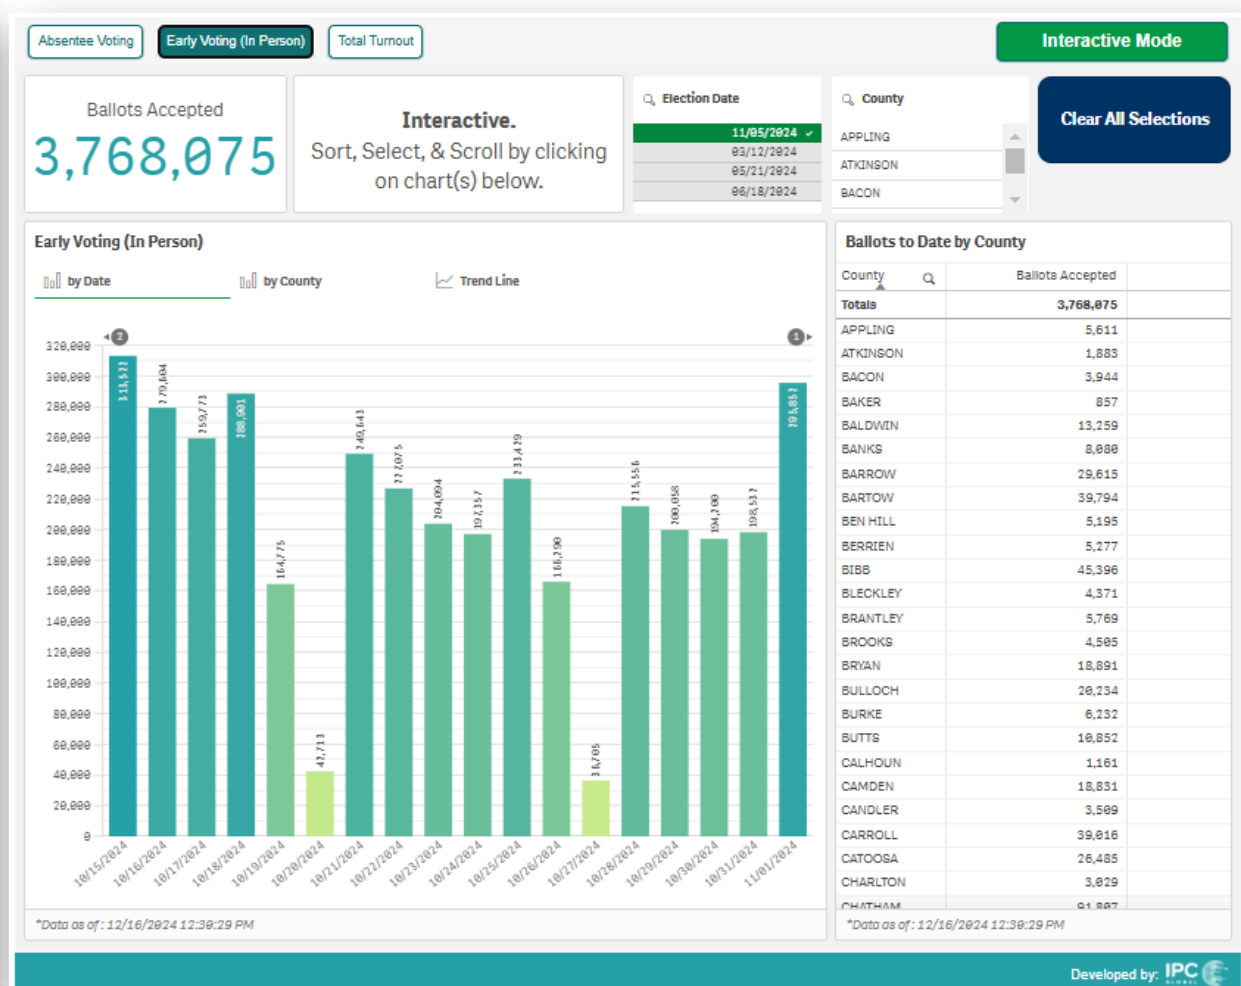 Absentee Voting
Early Voting (In Person)
Total Turnout
Interactive Mode
Ballots Accepted
3,768,075
Interactive.
Sort, Select, & Scroll by clicking
on chart(s) below.
Election Date
11/05/2024
03/12/2024
05/21/2024
06/18/2024
County
APPLING
ATKINSON
BACON
Clear All Selections
Early Voting (In Person)
by Date
by County
Trend Line
2
1
320,000
300,000
280,000
260,000
240,000
220,000
200,000
180,000
160,000
140,000
120,000
100,000
80,000
60,000
40,000
20,000
0
279,604
259,773
288,901
164,775
42,713
249,643
227,075
204,094
197,357
233,429
166,290
36,705
215,556
200,058
194,200
198,532
295,852
10/15/2024
10/16/2024
10/17/2024
10/18/2024
10/19/2024
10/20/2024
10/21/2024
10/22/2024
10/23/2024
10/24/2024
10/25/2024
10/26/2024
10/27/2024
10/28/2024
10/29/2024
10/30/2024
10/31/2024
11/01/2024
*Data as of: 12/16/2024 12:30:29 PM
Ballots to Date by County
County Ballots Accepted
Totals 3,768,075
APPLING 5,611
ATKINSON 1,883
BACON 3,944
BAKER 857
BALDWIN 13,259
BANKS 8,080
BARROW 29,615
BARTOW 39,794
BEN HILL 5,195
BERRIEN 5,277
BIBB 45,396
BLECKLEY 4,371
BRANTLEY 5,769
BROOKS 4,505
BRYAN 18,891
BULLOCH 20,234
BURKE 6,232
BUTTS 10,852
CALHOUN 1,161
CAMDEN 18,831
CANDLER 3,509
CARROLL 39,016
CATOOSA 26,485
CHARLTON 3,029
CHATHAM 91,807
*Data as of: 12/16/2024 12:30:29 PM
Developed by: IPC
GLOBAL